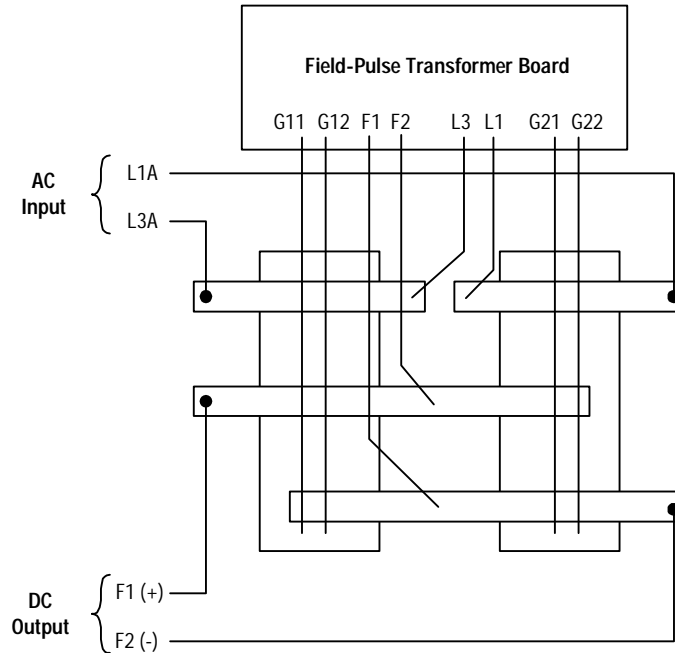 Field-Pulse Transformer Board
G11 G12 F1 F2 L3 L1 G21 G22
AC
Input
L1A
L3A
DC
Output
F1 (+)
F2 (-)